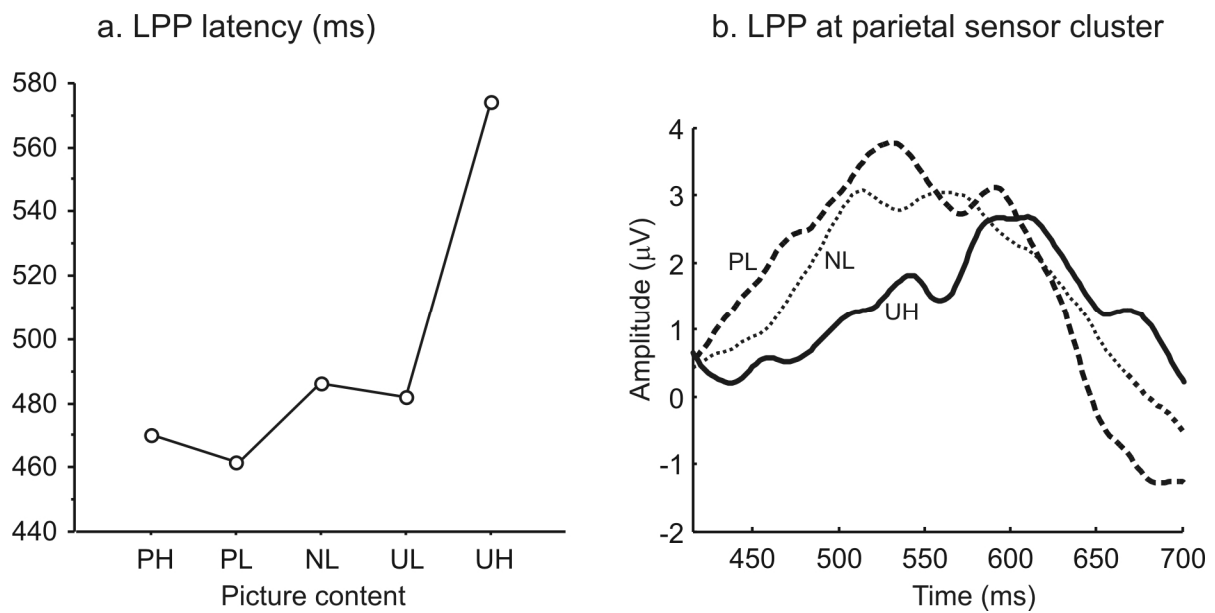 a. LPP latency (ms)
580
560
540
520
500
480
460
440
PH PL NL UL UH
Picture content
b. LPP at parietal sensor cluster
Amplitude (µV)
4
3
2
1
0
-1
-2
PL
NL
UH
450 500 550 600 650 700
Time (ms)